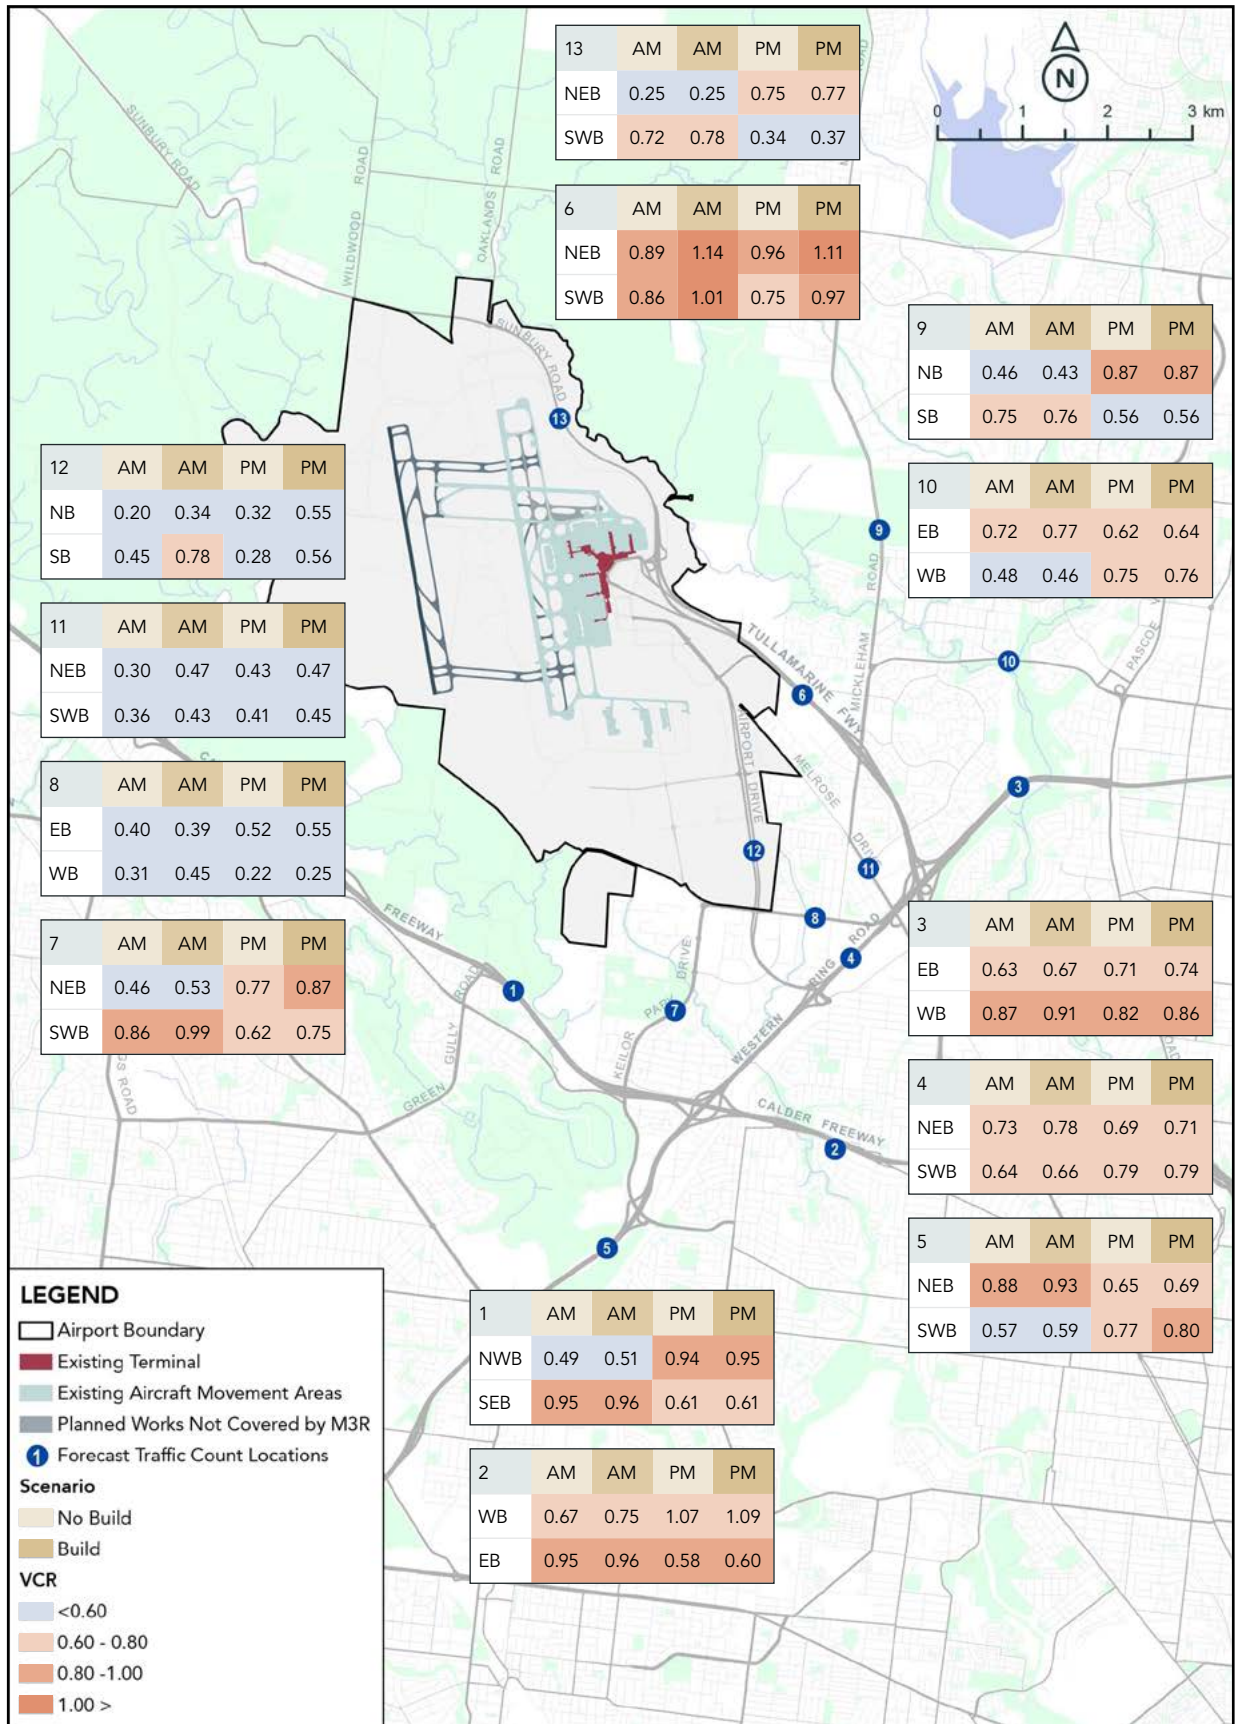 13 AM AM PM PM
NEB 0.25 0.25 0.75 0.77
SWB 0.72 0.78 0.34 0.37
N
0 1 2 3 km
6 AM AM PM PM
NEB 0.89 1.14 0.96 1.11
SWB 0.86 1.01 0.75 0.97
SUNBURY ROAD
WILDWOOD ROAD
OAKLANDS ROAD
ROAD
9 AM AM PM PM
NB 0.46 0.43 0.87 0.87
SB 0.75 0.76 0.56 0.56
SUNBURY ROAD
13
12 AM AM PM PM
NB 0.20 0.34 0.32 0.55
SB 0.45 0.78 0.28 0.56
10 AM AM PM PM
EB 0.72 0.77 0.62 0.64
WB 0.48 0.46 0.75 0.76
9
MICKLEHAM ROAD
PASCOE V
10
11 AM AM PM PM
NEB 0.30 0.47 0.43 0.47
SWB 0.36 0.43 0.41 0.45
TULLAMARINE FWY
6
AIRPORT DRIVE
MELROSE DRIVE
3
8 AM AM PM PM
EB 0.40 0.39 0.52 0.55
WB 0.31 0.45 0.22 0.25
CA
FREEWAY
12
11
8
4
3 AM AM PM PM
EB 0.63 0.67 0.71 0.74
WB 0.87 0.91 0.82 0.86
7 AM AM PM PM
NEB 0.46 0.53 0.77 0.87
SWB 0.86 0.99 0.62 0.75
GS ROAD
GREEN GULLY ROAD
1
KEILOR PARK DRIVE
7
WESTERN RING ROAD
CALDER FREEWAY
2
OAD
4 AM AM PM PM
NEB 0.73 0.78 0.69 0.71
SWB 0.64 0.66 0.79 0.79
5
5 AM AM PM PM
NEB 0.88 0.93 0.65 0.69
SWB 0.57 0.59 0.77 0.80
1 AM AM PM PM
NWB 0.49 0.51 0.94 0.95
SEB 0.95 0.96 0.61 0.61
2 AM AM PM PM
WB 0.67 0.75 1.07 1.09
EB 0.95 0.96 0.58 0.60
LEGEND
Airport Boundary
Existing Terminal
Existing Aircraft Movement Areas
Planned Works Not Covered by M3R
1 Forecast Traffic Count Locations
Scenario
No Build
Build
VCR
<0.60
0.60 - 0.80
0.80 -1.00
1.00 >